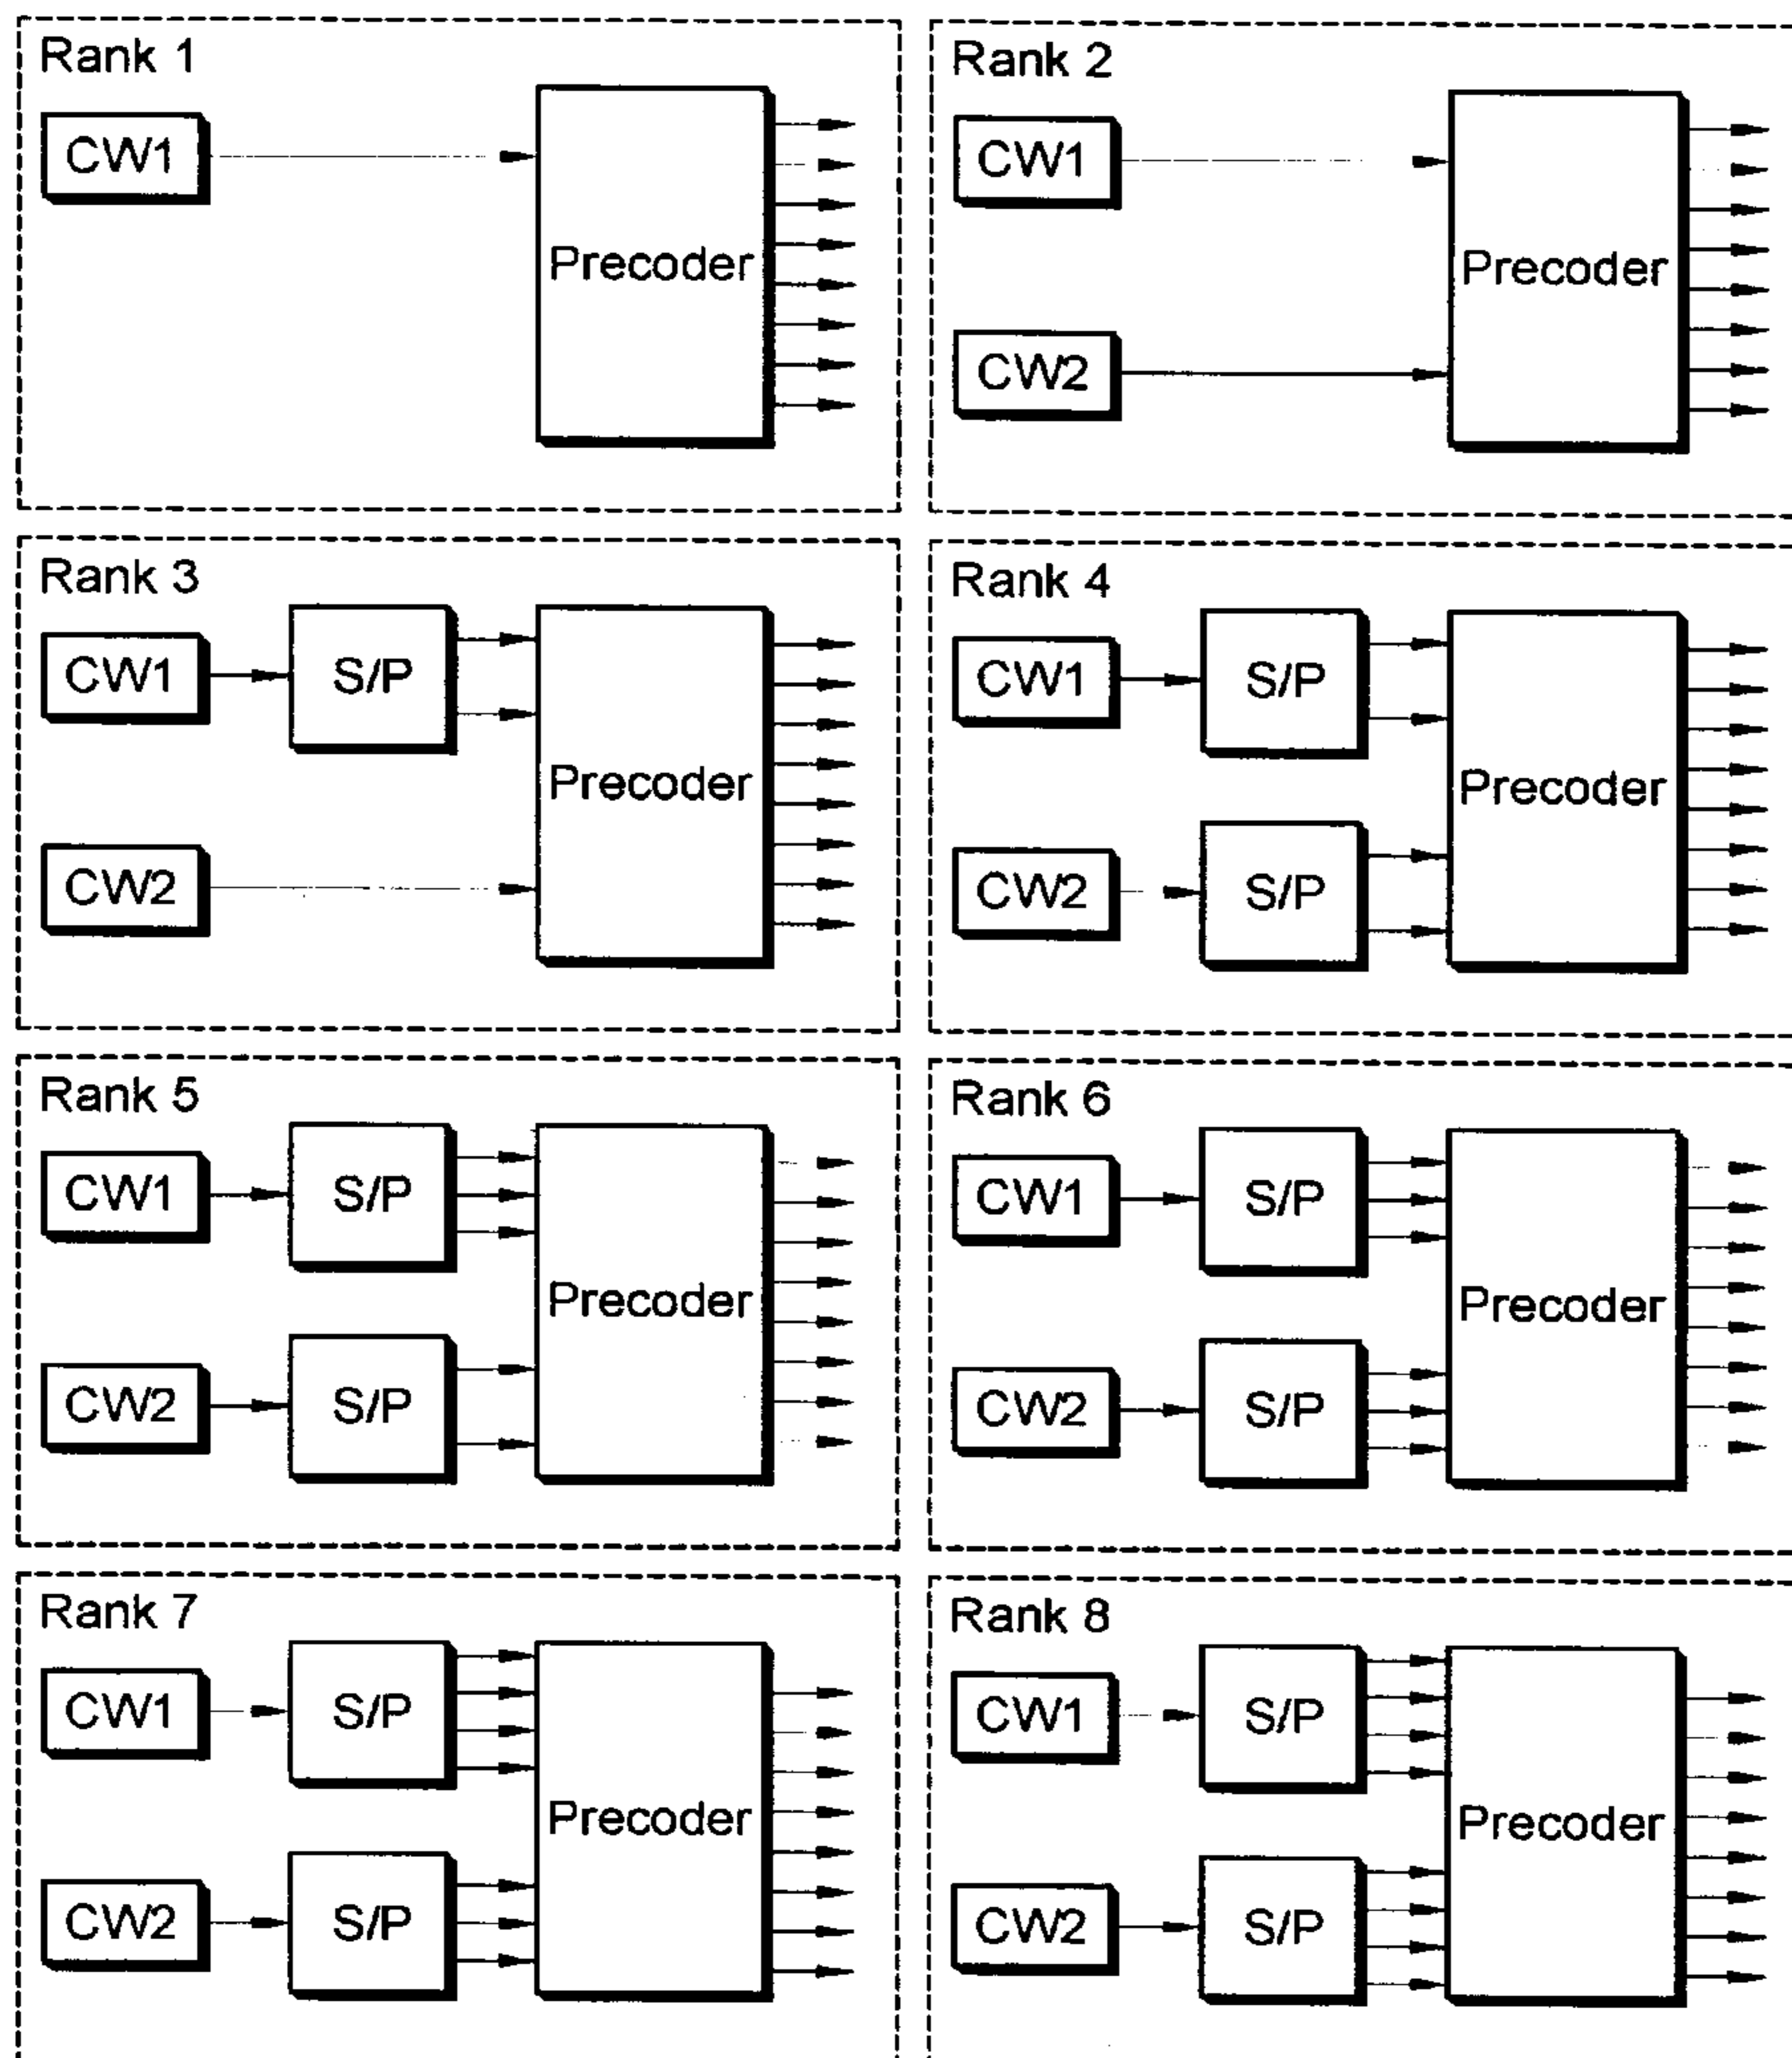 Rank 1
CW1
Precoder
Rank 2
CW1
Precoder
CW2
Rank 3
CW1
S/P
Precoder
CW2
Rank 4
CW1
S/P
Precoder
CW2
S/P
Rank 5
CW1
S/P
Precoder
CW2
S/P
Rank 6
CW1
S/P
Precoder
CW2
S/P
Rank 7
CW1
S/P
Precoder
CW2
S/P
Rank 8
CW1
S/P
Precoder
CW2
S/P